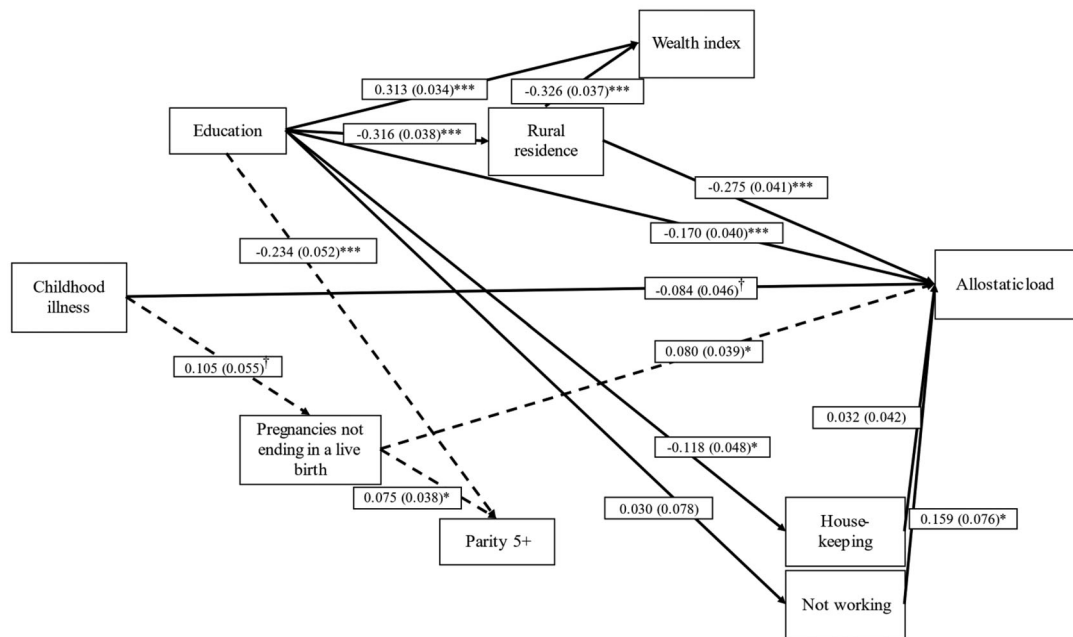 Wealth index
0.313 (0.034)***
-0.326 (0.037)***
Education
-0.316 (0.038)***
Rural
residence
-0.275 (0.041)***
-0.170 (0.040)***
-0.234 (0.052)***
Childhood
illness
-0.084 (0.046)†
Allostatic load
0.105 (0.055)†
0.080 (0.039)*
Pregnancies not
ending in a live
birth
0.032 (0.042)
-0.118 (0.048)*
0.075 (0.038)*
0.030 (0.078)
0.159 (0.076)*
Parity 5+
House-
keeping
Not working